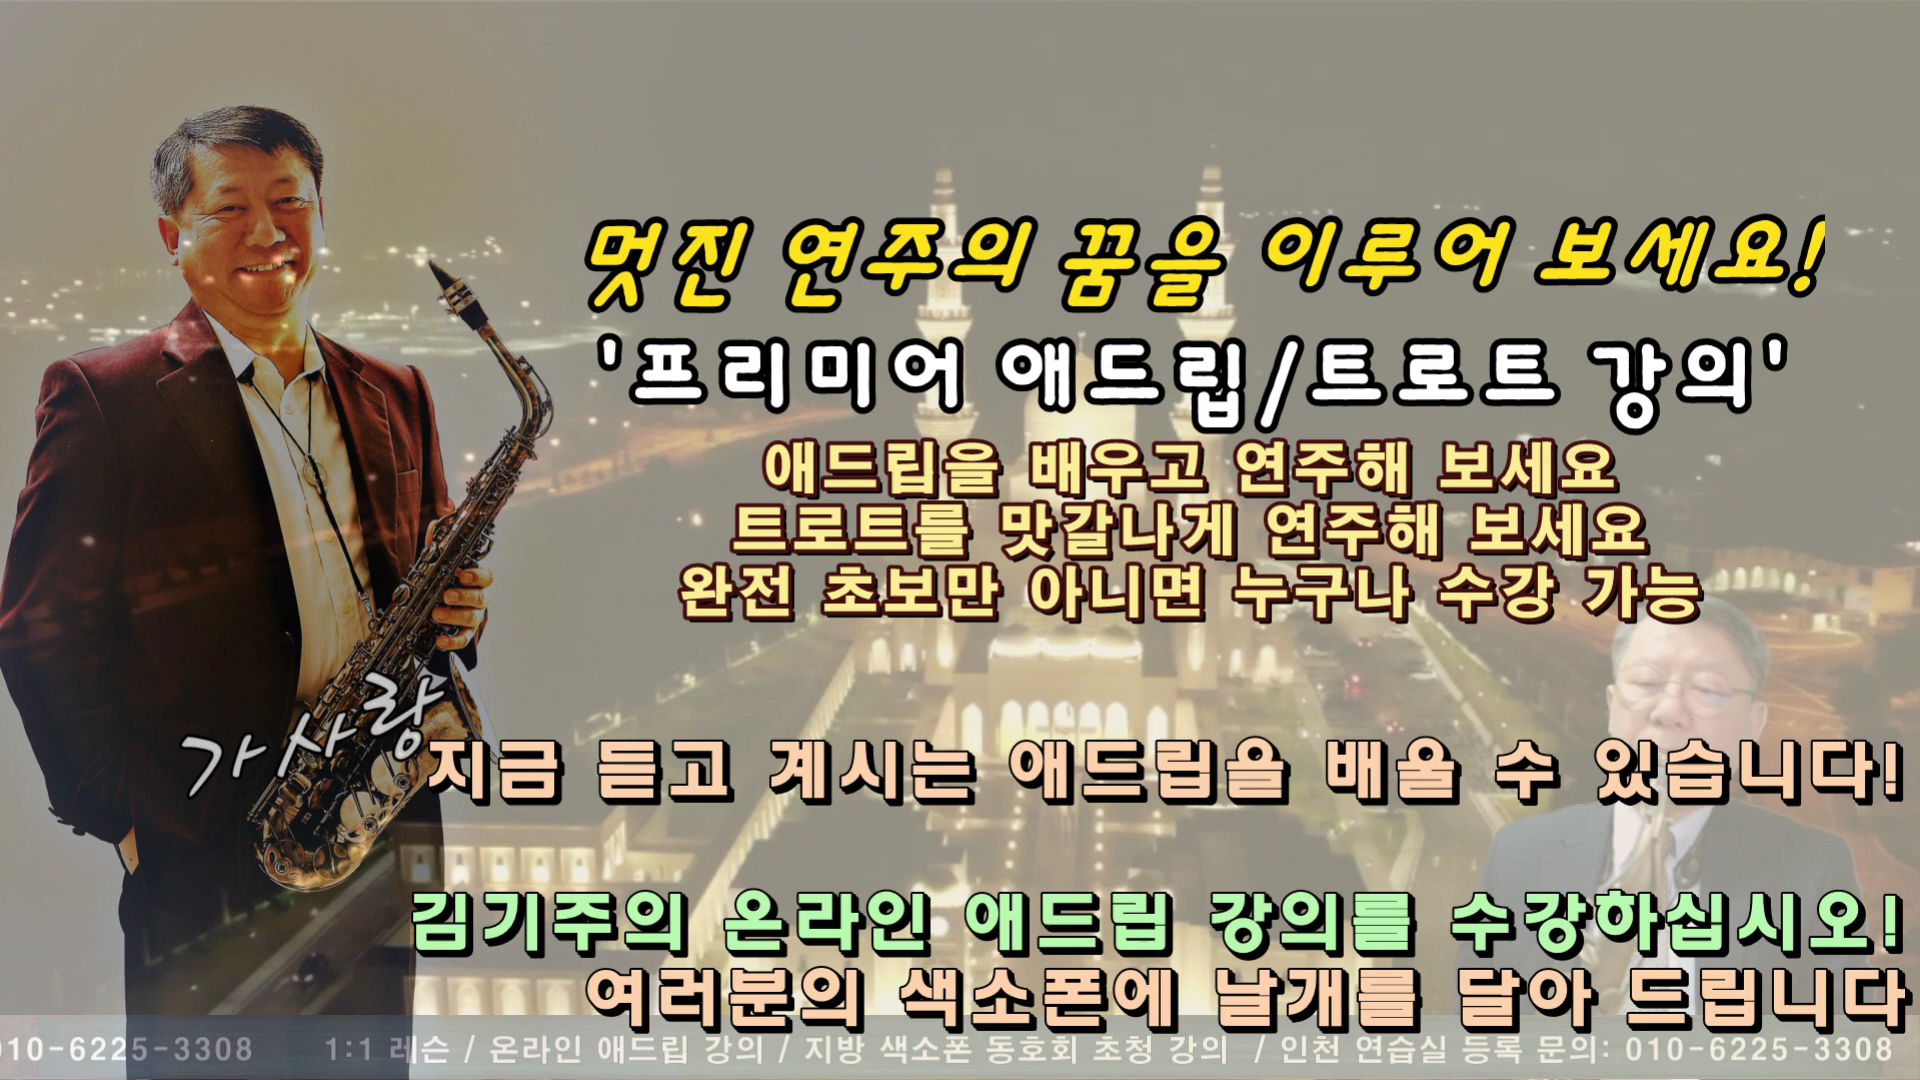 멋진 연주의 꿈을 이루어 보세요!
'프리미어 애드립/트로트 강의'
애드립을 배우고 연주해 보세요
트로트를 맛갈나게 연주해 보세요
완전 초보만 아니면 누구나 수강 가능
가사랑
지금 듣고 계시는 애드립을 배울 수 있습니다!
김기주의 온라인 애드립 강의를 수강하십시오!
여러분의 색소폰에 날개를 달아 드립니다
010-6225-3308 1:1 레슨 / 온라인 애드립 강의 / 지방 색소폰 동호회 초청 강의 / 인천 연습실 등록 문의: 010-6225-3308